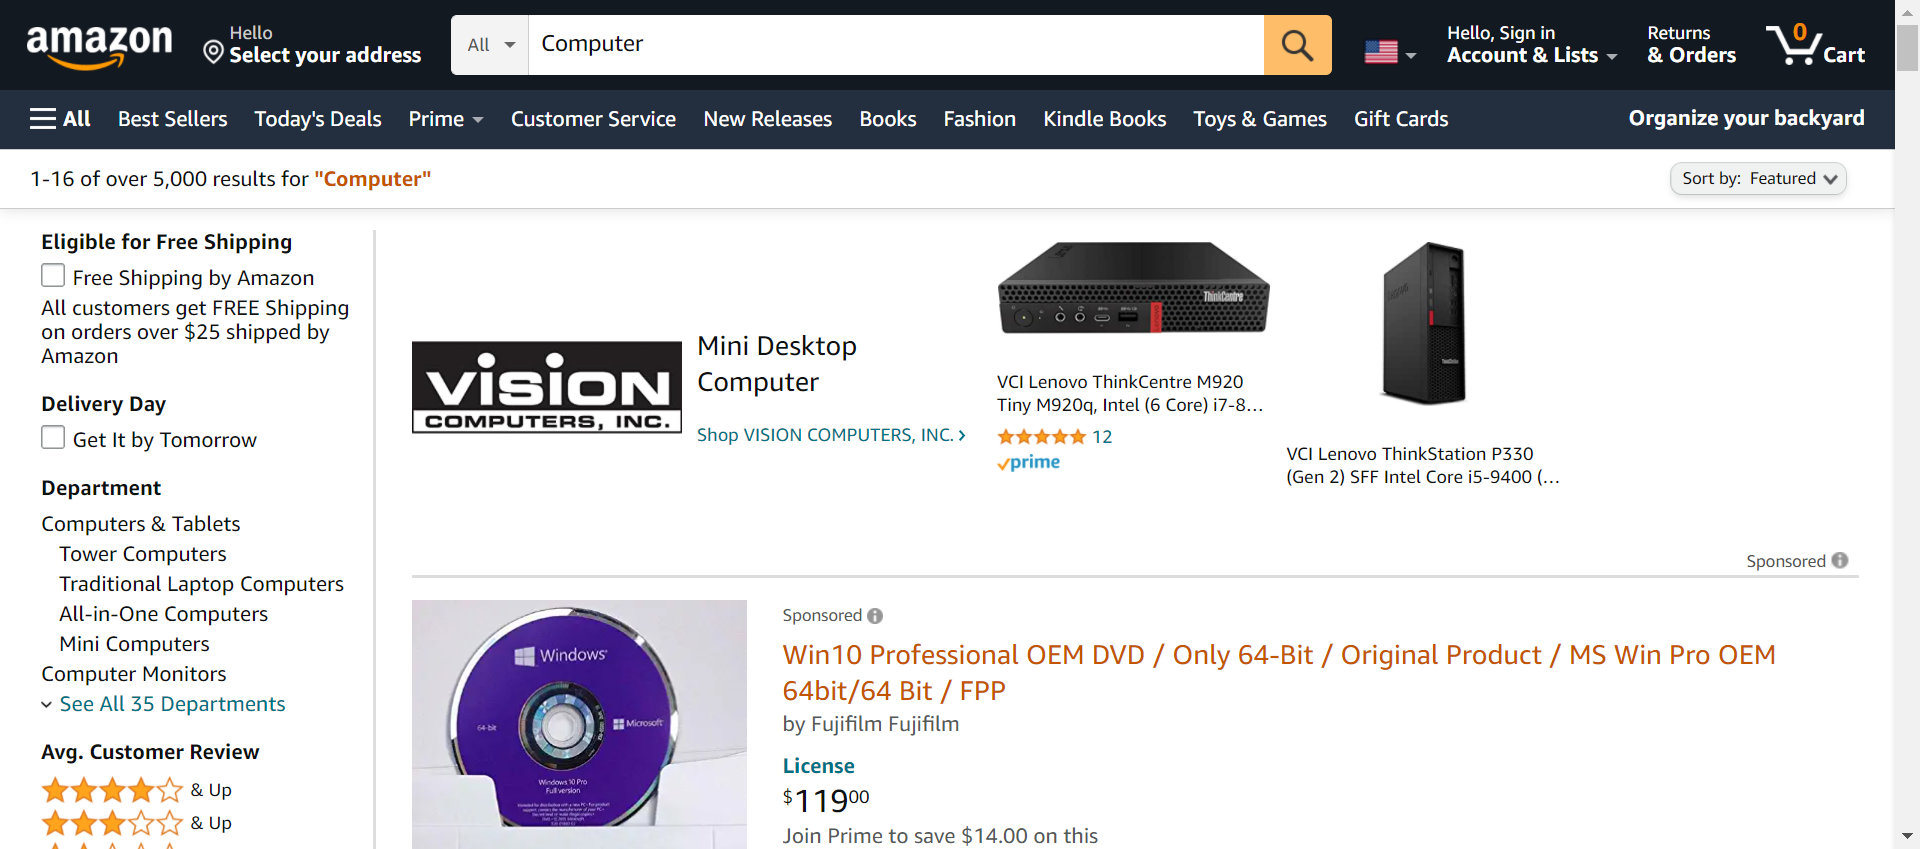 amazon
Hello
Select your address
All
Computer
Hello, Sign in
Account & Lists
Returns
& Orders
0
Cart
All
Best Sellers
Today's Deals
Prime
Customer Service
New Releases
Books
Fashion
Kindle Books
Toys & Games
Gift Cards
Organize your backyard
1-16 of over 5,000 results for "Computer"
Sort by: Featured
Eligible for Free Shipping
Free Shipping by Amazon
All customers get FREE Shipping
on orders over $25 shipped by
Amazon
Delivery Day
Get It by Tomorrow
Department
Computers & Tablets
Tower Computers
Traditional Laptop Computers
All-in-One Computers
Mini Computers
Computer Monitors
See All 35 Departments
Avg. Customer Review
& Up
& Up
VISION
COMPUTERS, INC.
Mini Desktop
Computer
Shop VISION COMPUTERS, INC. ›
ThinkCentre
VCI Lenovo ThinkCentre M920
Tiny M920q, Intel (6 Core) i7-8...
12
prime
VCI Lenovo ThinkStation P330
(Gen 2) SFF Intel Core i5-9400 (...
Sponsored
Windows
64-bit
Microsoft
Windows 10 Pro
Full version
Sponsored
Win10 Professional OEM DVD / Only 64-Bit / Original Product / MS Win Pro OEM
64bit/64 Bit / FPP
by Fujifilm Fujifilm
License
$119.00
Join Prime to save $14.00 on this